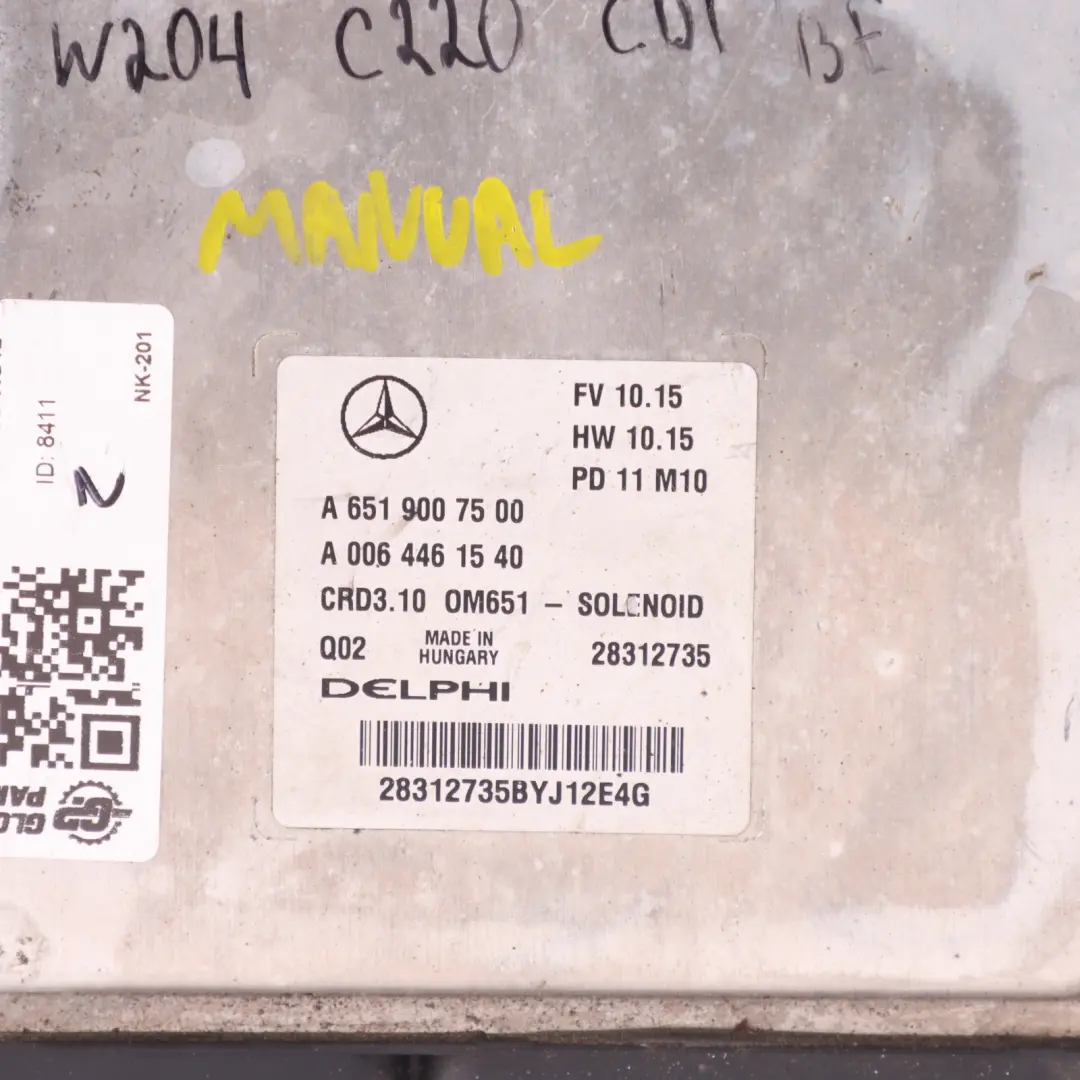 W204 C220 CDI BE
MANUAL
NK-201
ID: 8411
N
FV 10.15
HW 10.15
PD 11 M10
A 651 900 75 00
A 006 446 15 40
CRD3.10 OM651 – SOLENOID
Q02 MADE IN HUNGARY 28312735
DELPHI
28312735BYJ12E4G